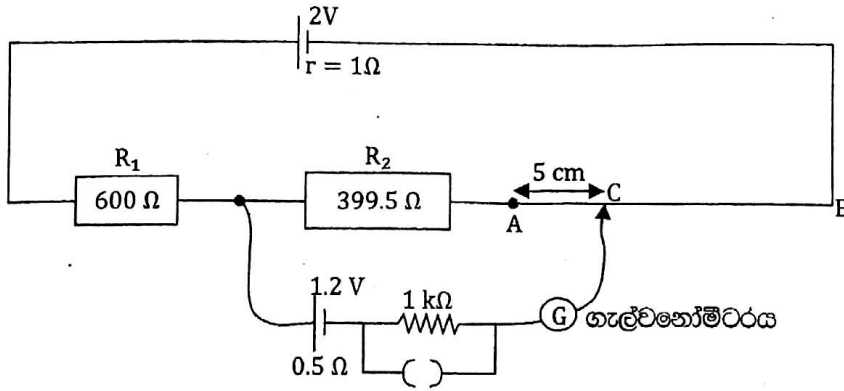 2V
r = 1Ω
R₁
R₂
5 cm
600 Ω
399.5 Ω
A
C
B
1.2 V
1 kΩ
G ගැල්වනෝමීටරය
0.5 Ω